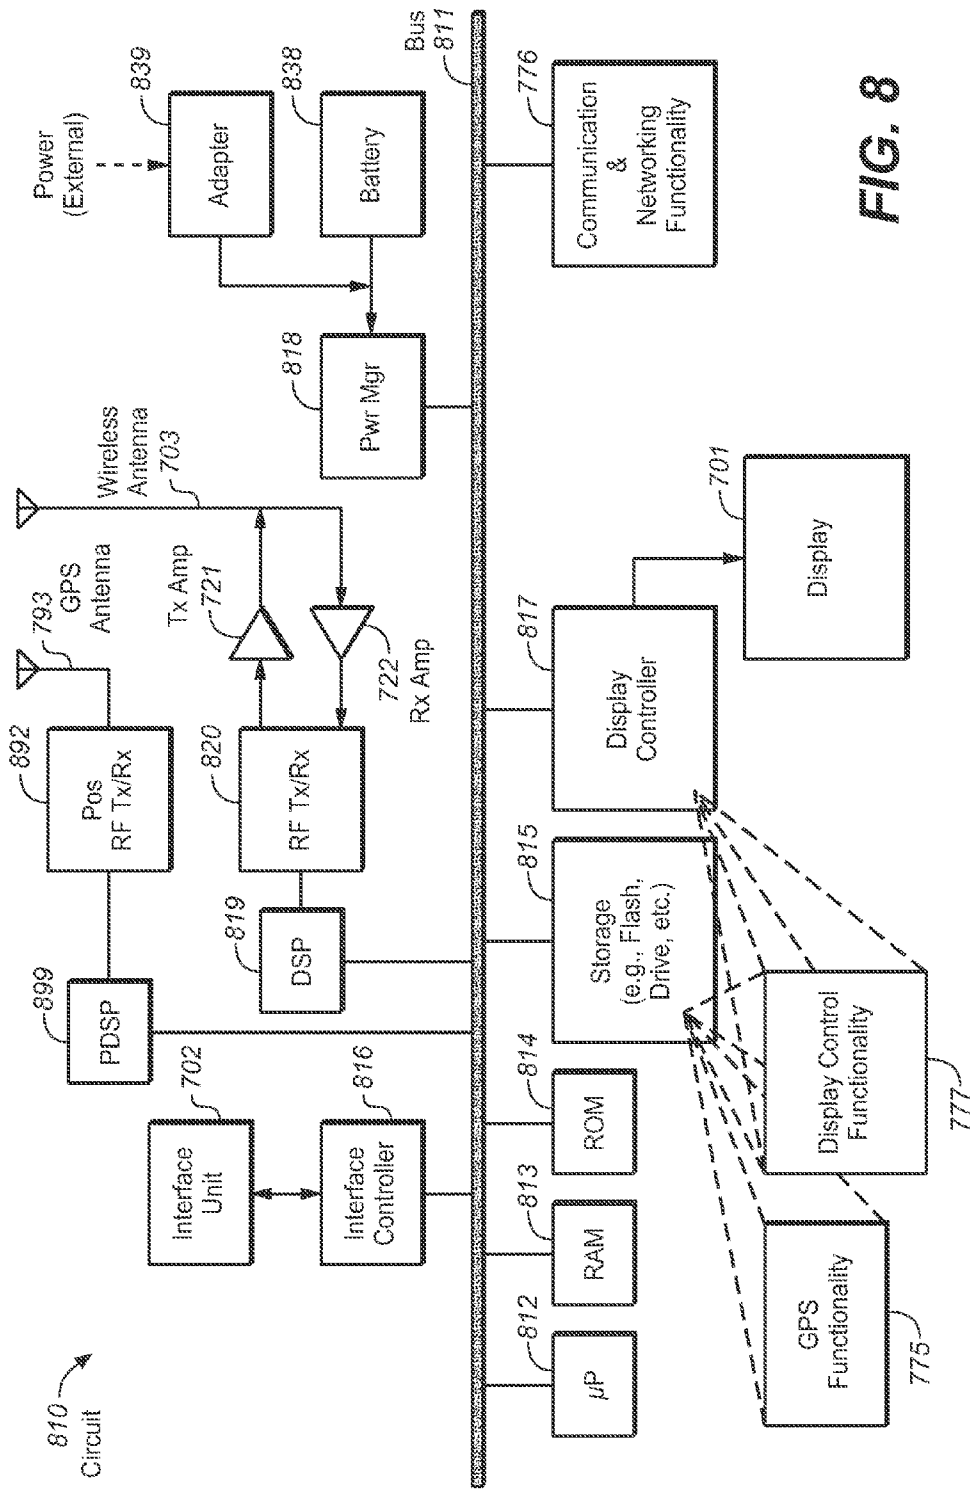 810
Circuit
Interface
Unit
702
Interface
Controller
816
PDSP
899
DSP
819
Pos
RF Tx/Rx
892
RF Tx/Rx
820
793
GPS
Antenna
Tx Amp
721
722
Rx Amp
Wireless
Antenna
703
Pwr Mgr
818
Power
(External)
Adapter
839
Battery
838
Bus
811
µP
812
RAM
813
ROM
814
Storage
(e.g., Flash,
Drive, etc.)
815
Display
Controller
817
Display
701
Communication
&
Networking
Functionality
776
GPS
Functionality
775
Display Control
Functionality
777
FIG. 8